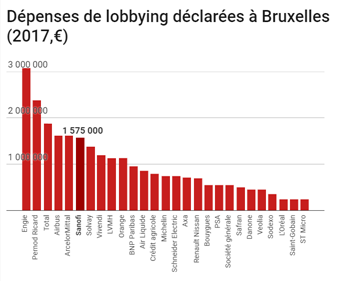 Dépenses de lobbying déclarées à Bruxelles
(2017,€)
3 000 000
2 000 000
1 575 000
1 000 000
Engie
Pernod Ricard
Total
Airbus
ArcelorMittal
Sanofi
Solvay
Vivendi
LVMH
Orange
BNP Paribas
Air Liquide
Crédit agricole
Michelin
Schneider Electric
Axa
Renault Nissan
Bouygues
PSA
Société générale
Safran
Danone
Veolia
Sodexo
L'Oréal
Saint-Gobain
ST Micro